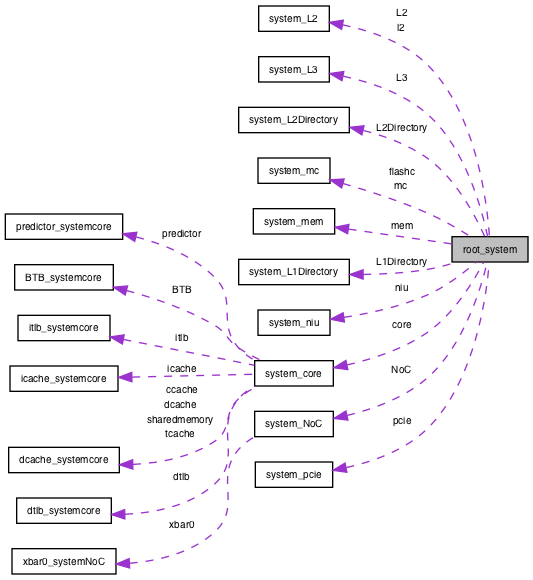 system_L2
L2
l2
system_L3
L3
system_L2Directory
L2Directory
system_mc
flashc
mc
system_mem
mem
root_system
system_L1Directory
L1Directory
niu
system_niu
core
predictor_systemcore
predictor
BTB_systemcore
BTB
itlb_systemcore
itlb
icache_systemcore
icache
system_core
NoC
ccache
dcache
sharedmemory
tcache
system_NoC
pcie
dcache_systemcore
system_pcie
dtlb
dtlb_systemcore
xbar0
xbar0_systemNoC